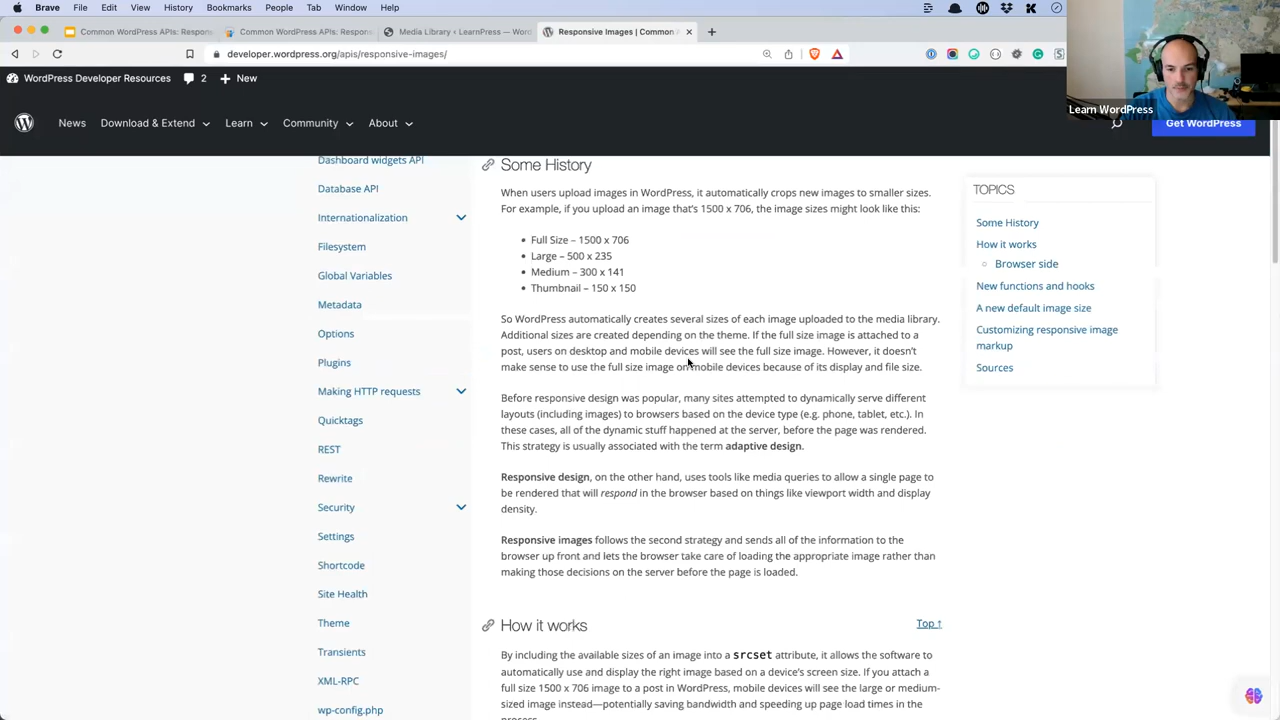 Brave File Edit View History Bookmarks People Tab Window Help
Common WordPress APIs: Respons
Common WordPress APIs: Respons
Media Library ‹ LearnPress — Word
Responsive Images | Common
developer.wordpress.org/apis/responsive-images/
WordPress Developer Resources 2 New
Learn WordPress
News Download & Extend Learn Community About Get WordPress
Dashboard widgets API
Database API
Internationalization
Filesystem
Global Variables
Metadata
Options
Plugins
Making HTTP requests
Quicktags
REST
Rewrite
Security
Settings
Shortcode
Site Health
Theme
Transients
XML-RPC
wp-config.php
Some History
When users upload images in WordPress, it automatically crops new images to smaller sizes.
For example, if you upload an image that's 1500 x 706, the image sizes might look like this:
• Full Size – 1500 x 706
• Large – 500 x 235
• Medium – 300 x 141
• Thumbnail – 150 x 150
So WordPress automatically creates several sizes of each image uploaded to the media library.
Additional sizes are created depending on the theme. If the full size image is attached to a
post, users on desktop and mobile devices will see the full size image. However, it doesn't
make sense to use the full size image on mobile devices because of its display and file size.
Before responsive design was popular, many sites attempted to dynamically serve different
layouts (including images) to browsers based on the device type (e.g. phone, tablet, etc.). In
these cases, all of the dynamic stuff happened at the server, before the page was rendered.
This strategy is usually associated with the term adaptive design.
Responsive design, on the other hand, uses tools like media queries to allow a single page to
be rendered that will respond in the browser based on things like viewport width and display
density.
Responsive images follows the second strategy and sends all of the information to the
browser up front and lets the browser take care of loading the appropriate image rather than
making those decisions on the server before the page is loaded.
How it works
Top ↑
By including the available sizes of an image into a srcset attribute, it allows the software to
automatically use and display the right image based on a device's screen size. If you attach a
full size 1500 x 706 image to a post in WordPress, mobile devices will see the large or medium-
sized image instead—potentially saving bandwidth and speeding up page load times in the
process.
TOPICS
Some History
How it works
Browser side
New functions and hooks
A new default image size
Customizing responsive image
markup
Sources